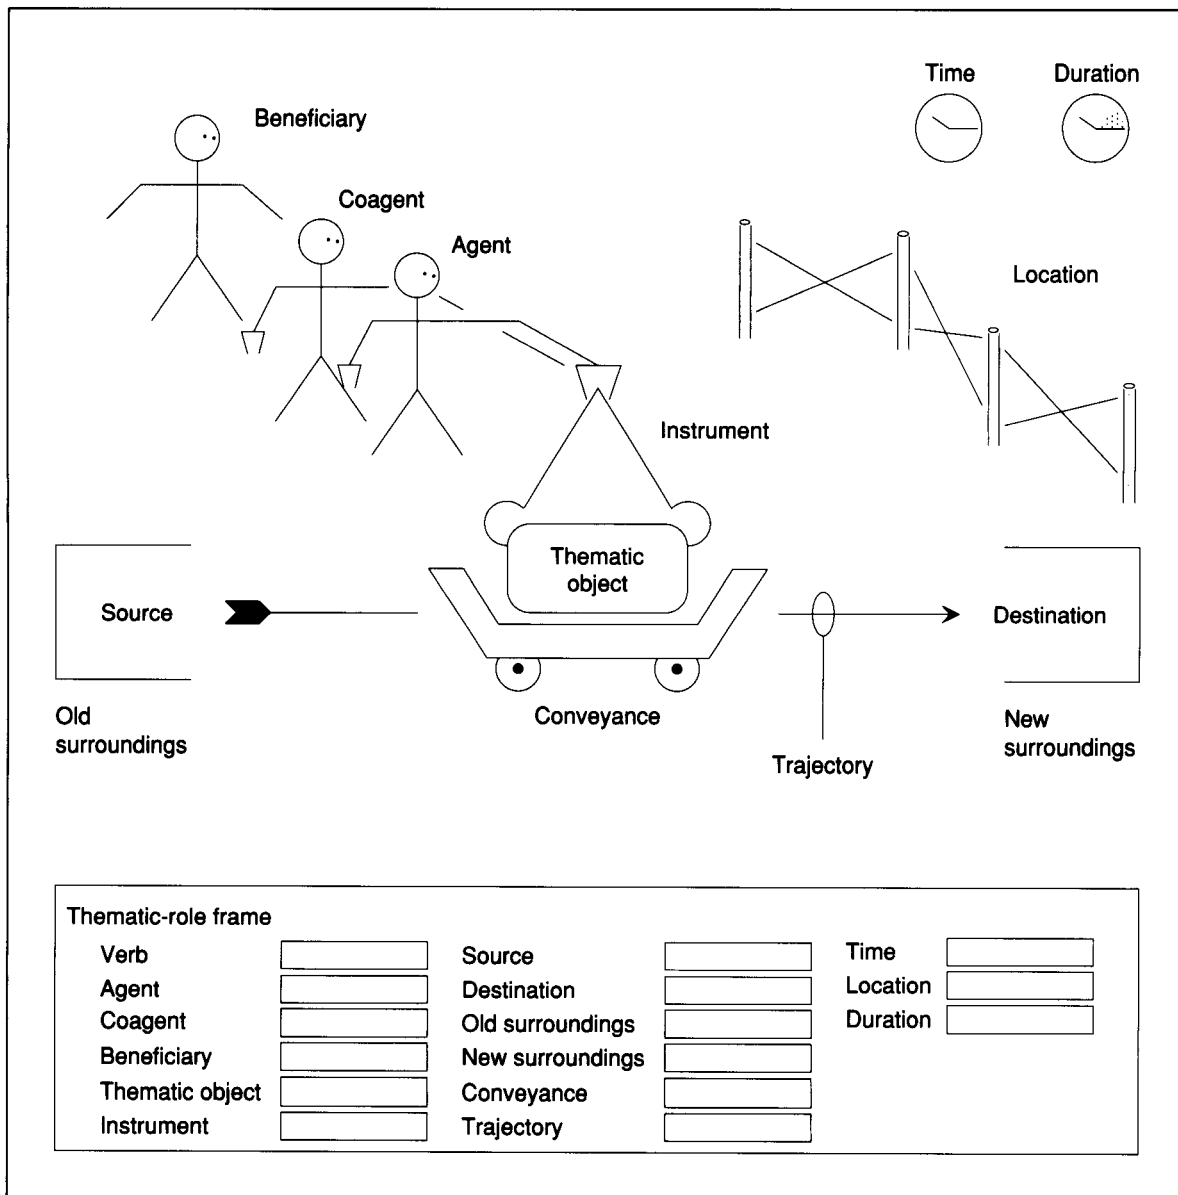 Time
Duration
Beneficiary
Coagent
Agent
Location
Instrument
Thematic
object
Source
Destination
Old
surroundings
Conveyance
New
surroundings
Trajectory
Thematic-role frame
Verb
Agent
Coagent
Beneficiary
Thematic object
Instrument
Source
Destination
Old surroundings
New surroundings
Conveyance
Trajectory
Time
Location
Duration